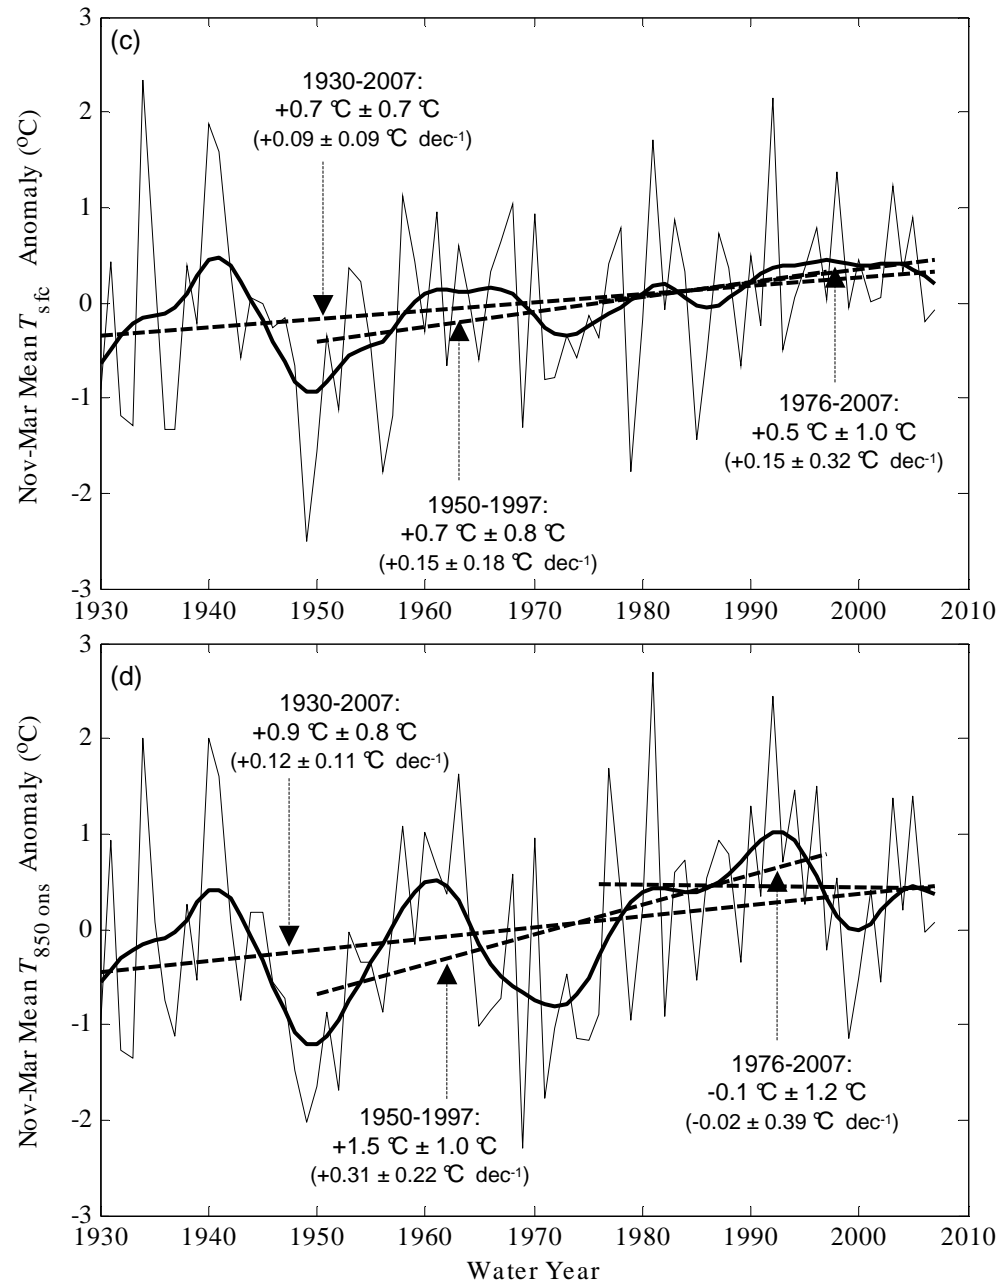 (c)
3
2
1
0
-1
-2
-3
Nov-Mar Mean T sfc Anomaly (°C)
1930-2007:
+0.7 °C ± 0.7 °C
(+0.09 ± 0.09 °C dec-1)
1976-2007:
+0.5 °C ± 1.0 °C
(+0.15 ± 0.32 °C dec-1)
1950-1997:
+0.7 °C ± 0.8 °C
(+0.15 ± 0.18 °C dec-1)
1930 1940 1950 1960 1970 1980 1990 2000 2010
(d)
3
2
1
0
-1
-2
-3
Nov-Mar Mean T 850 ons Anomaly (°C)
1930-2007:
+0.9 °C ± 0.8 °C
(+0.12 ± 0.11 °C dec-1)
1976-2007:
-0.1 °C ± 1.2 °C
(-0.02 ± 0.39 °C dec-1)
1950-1997:
+1.5 °C ± 1.0 °C
(+0.31 ± 0.22 °C dec-1)
1930 1940 1950 1960 1970 1980 1990 2000 2010
Water Year